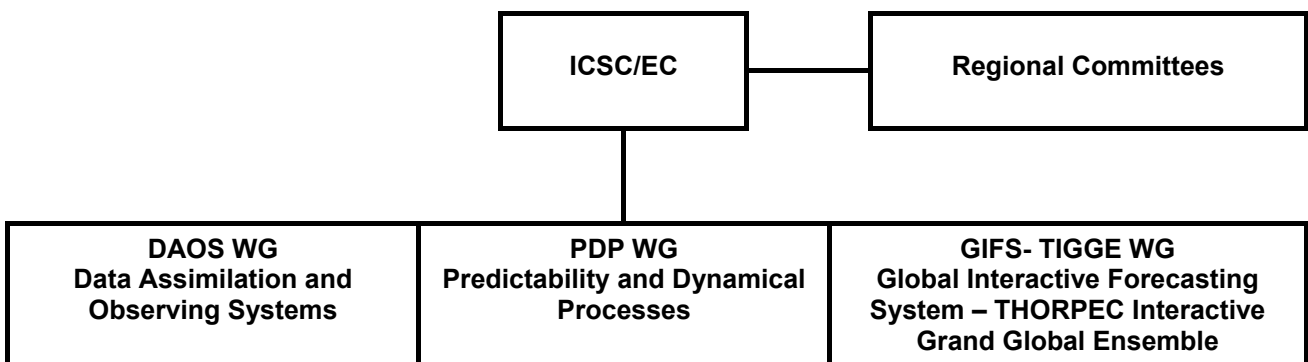 ICSC/EC
Regional Committees
DAOS WG
Data Assimilation and
Observing Systems
PDP WG
Predictability and Dynamical
Processes
GIFS- TIGGE WG
Global Interactive Forecasting
System – THORPEC Interactive
Grand Global Ensemble